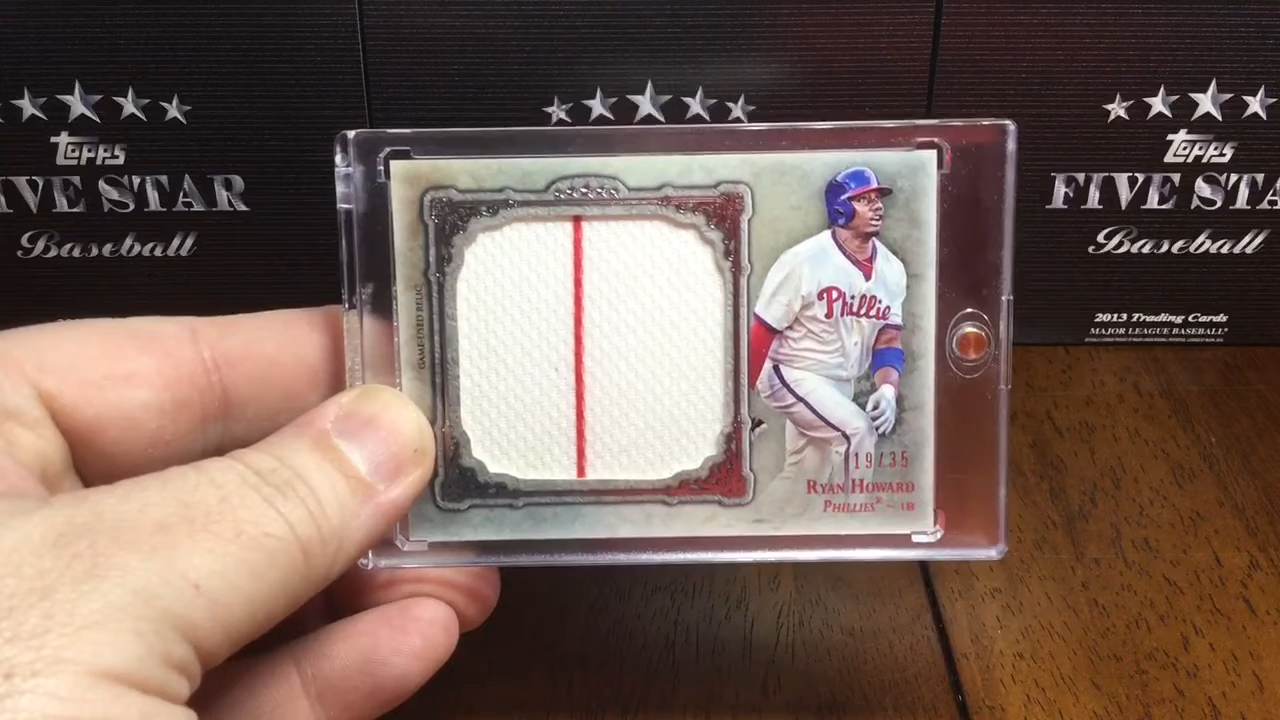 Topps
IVE STAR
Baseball
Topps
FIVE STA
Baseball
2013 Trading Cards
MAJOR LEAGUE BASEBALL
GAME-USED RELIC
Phillie
19/35
RYAN HOWARD
PHILLIES® - 1B